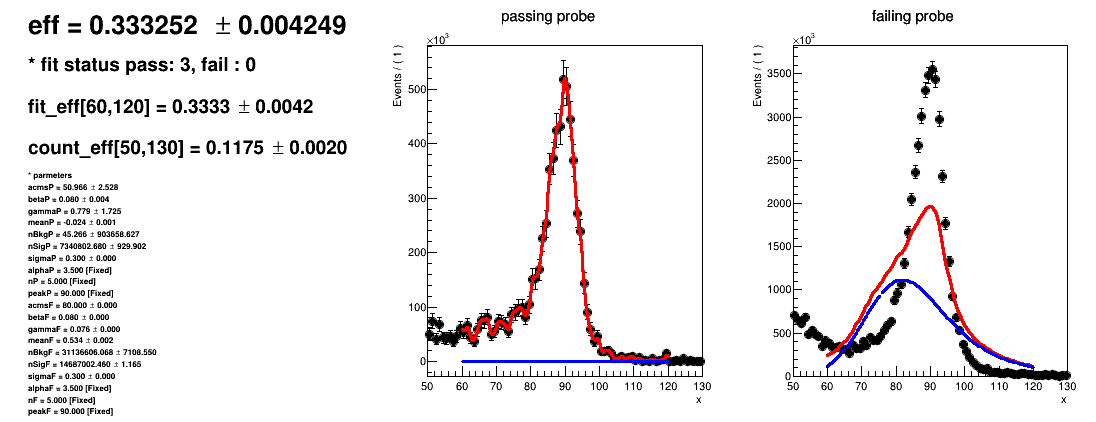 eff = 0.333252 ± 0.004249
* fit status pass: 3, fail : 0
fit_eff[60,120] = 0.3333 ± 0.0042
count_eff[50,130] = 0.1175 ± 0.0020
* parmeters
acmsP = 50.966 ± 2.528
betaP = 0.080 ± 0.004
gammaP = 0.779 ± 1.725
meanP = -0.024 ± 0.001
nBkgP = 45.266 ± 903658.627
nSigP = 7340802.680 ± 929.902
sigmaP = 0.300 ± 0.000
alphaP = 3.500 [Fixed]
nP = 5.000 [Fixed]
peakP = 90.000 [Fixed]
acmsF = 80.000 ± 0.000
betaF = 0.080 ± 0.000
gammaF = 0.076 ± 0.000
meanF = 0.534 ± 0.002
nBkgF = 31136606.068 ± 7108.550
nSigF = 14687002.460 ± 1.165
sigmaF = 0.300 ± 0.000
alphaF = 3.500 [Fixed]
nF = 5.000 [Fixed]
peakF = 90.000 [Fixed]
passing probe
×10³
Events / ( 1 )
500
400
300
200
100
0
50 60 70 80 90 100 110 120 130
x
failing probe
×10³
Events / ( 1 )
3500
3000
2500
2000
1500
1000
500
0
50 60 70 80 90 100 110 120 130
x